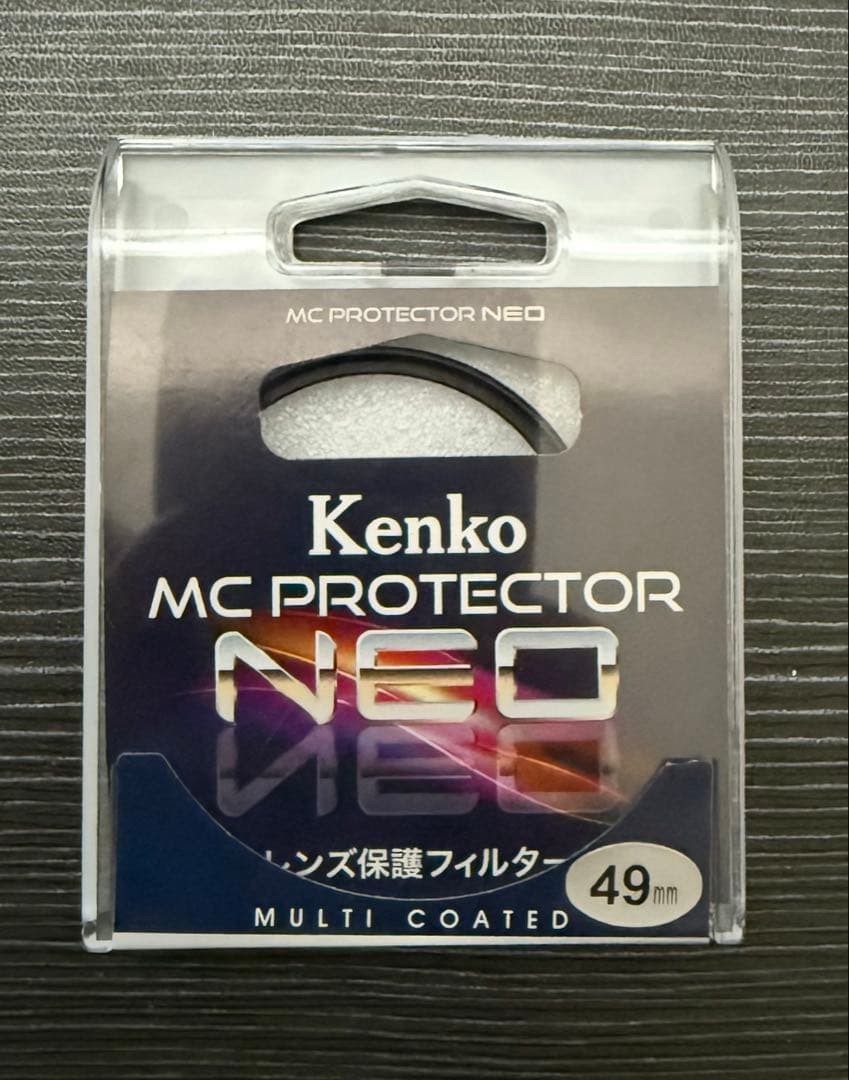 MC PROTECTOR NEO
Kenko
MC PROTECTOR
NEO
レンズ保護フィルター
49mm
MULTI COATED